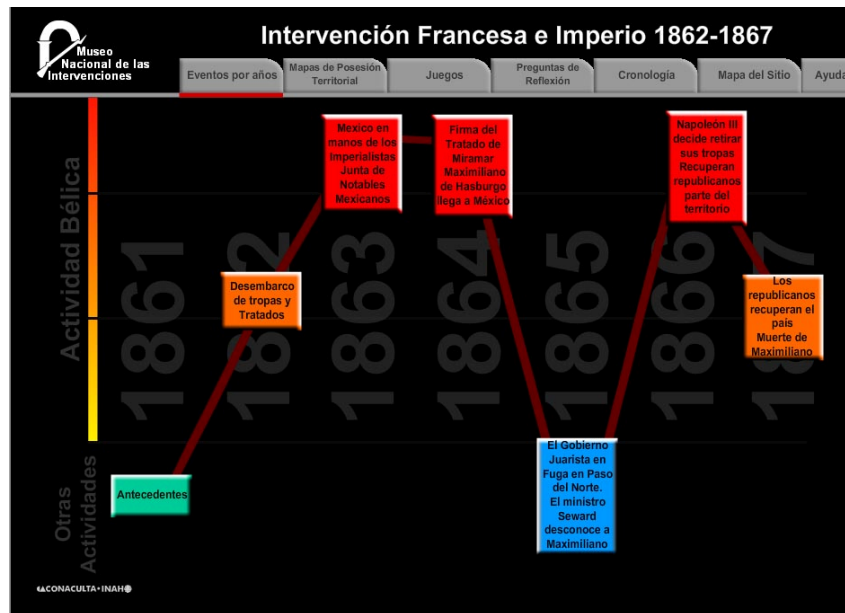 Intervención Francesa e Imperio 1862-1867
Museo
Nacional de las
Intervenciones
Eventos por años
Mapas de Posesión
Territorial
Juegos
Preguntas de
Reflexión
Cronología
Mapa del Sitio
Ayuda
Actividad Bélica
Otras
Actividades
1861
1862
1863
1864
1865
1866
1867
Antecedentes
Desembarco
de tropas y
Tratados
Mexico en
manos de los
Imperialistas
Junta de
Notables
Mexicanos
Firma del
Tratado de
Miramar
Maximiliano
de Hasburgo
llega a México
El Gobierno
Juarista en
Fuga en Paso
del Norte.
El ministro
Seward
desconoce a
Maximiliano
Napoleón III
decide retirar
sus tropas
Recuperan
republicanos
parte del
territorio
Los
republicanos
recuperan el
país
Muerte de
Maximiliano
CONACULTA•INAH